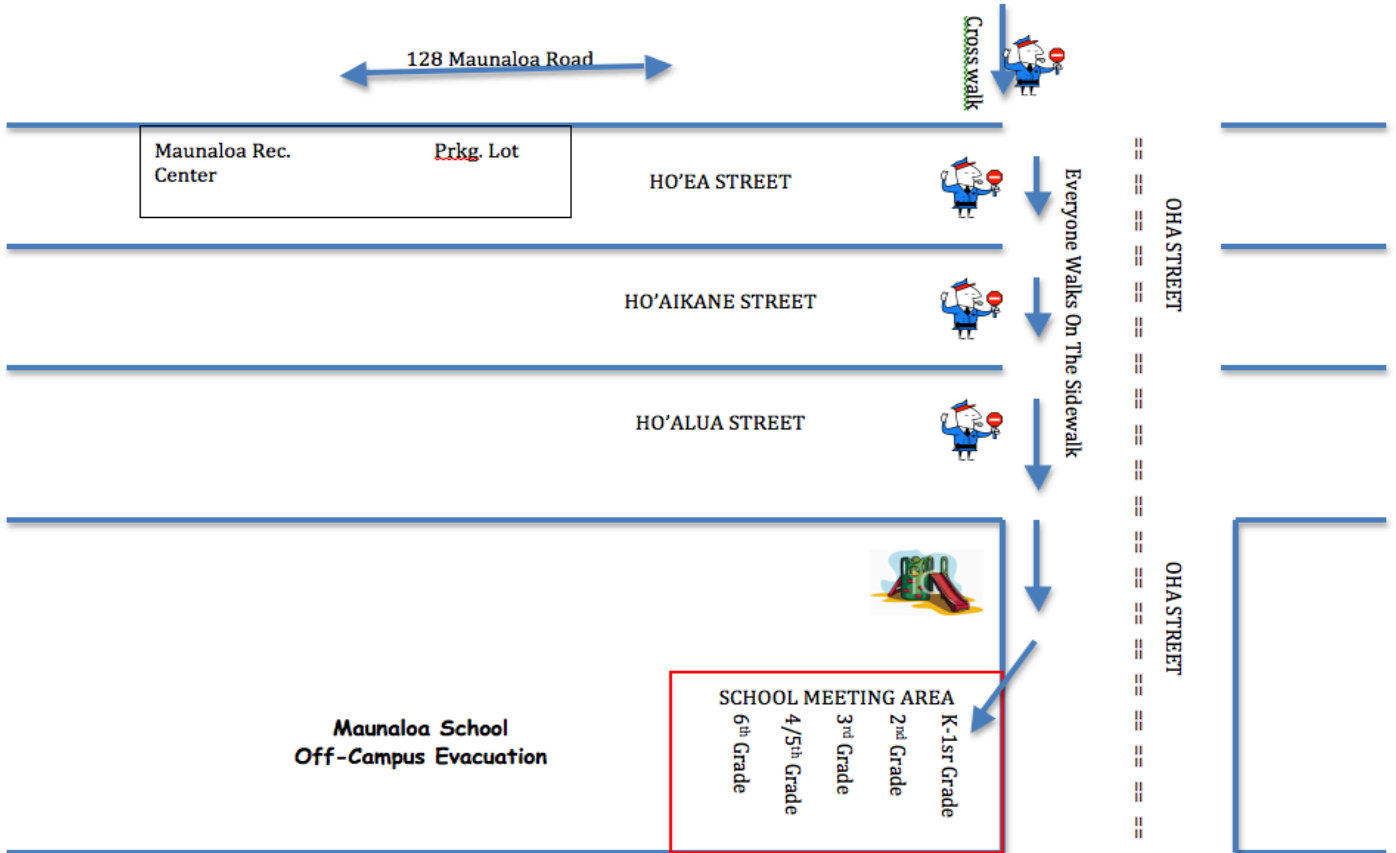 128 Maunaloa Road
Cross walk
Maunaloa Rec.
Center
Prkg. Lot
HO'EA STREET
HO'AIKANE STREET
HO'ALUA STREET
Everyone Walks On The Sidewalk
OHA STREET
OHA STREET
SCHOOL MEETING AREA
6th Grade
4/5th Grade
3rd Grade
2nd Grade
K-1sr Grade
Maunaloa School
Off-Campus Evacuation